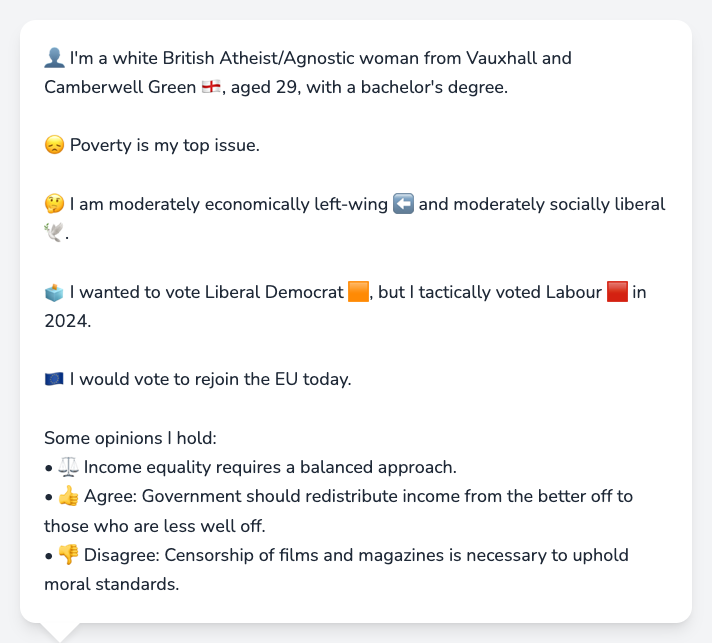 👤 I'm a white British Atheist/Agnostic woman from Vauxhall and
Camberwell Green 🏴󠁧󠁢󠁥󠁮󠁧󠁿, aged 29, with a bachelor's degree.
😞 Poverty is my top issue.
🤔 I am moderately economically left-wing ⬅️ and moderately socially liberal
🕊️.
🗳️ I wanted to vote Liberal Democrat 🟧, but I tactically voted Labour 🟥 in
2024.
🇪🇺 I would vote to rejoin the EU today.
Some opinions I hold:
• ⚖️ Income equality requires a balanced approach.
• 👍 Agree: Government should redistribute income from the better off to
those who are less well off.
• 👎 Disagree: Censorship of films and magazines is necessary to uphold
moral standards.